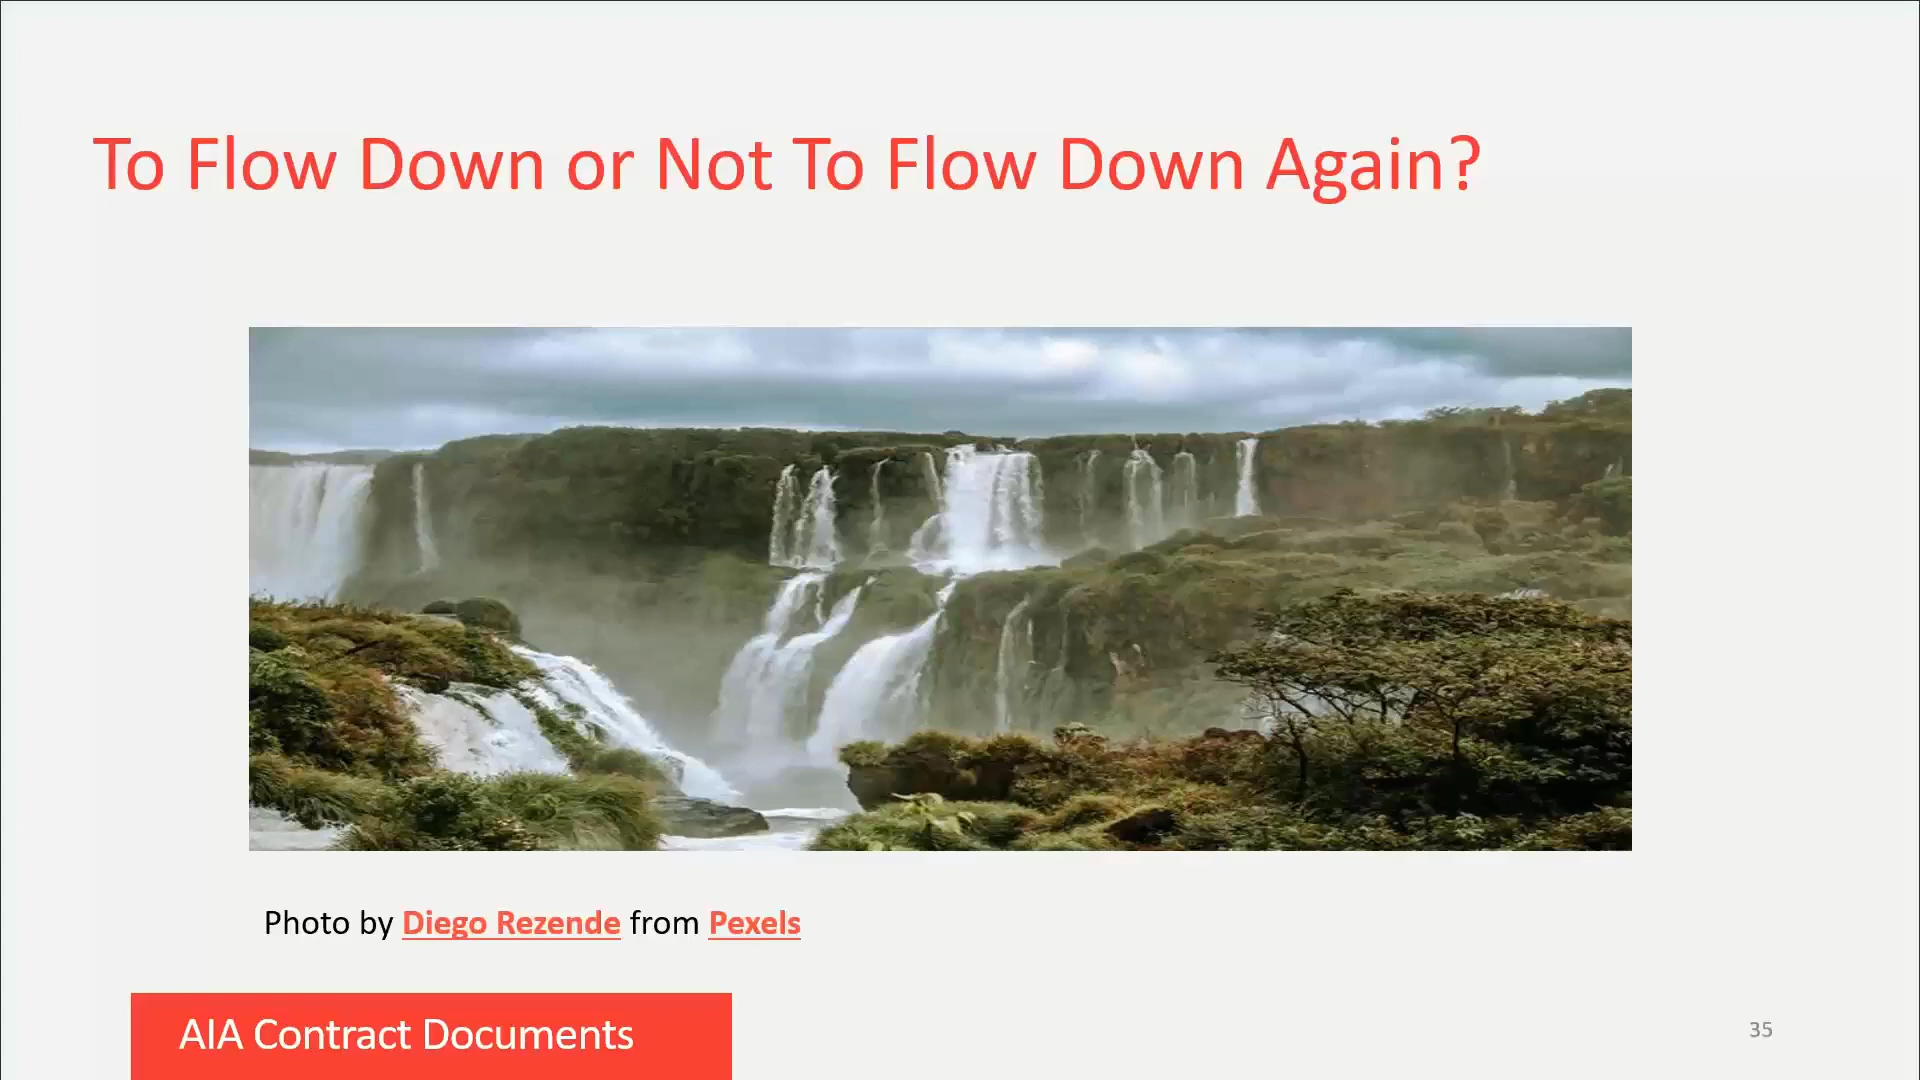 To Flow Down or Not To Flow Down Again?
Photo by Diego Rezende from Pexels
AIA Contract Documents
35